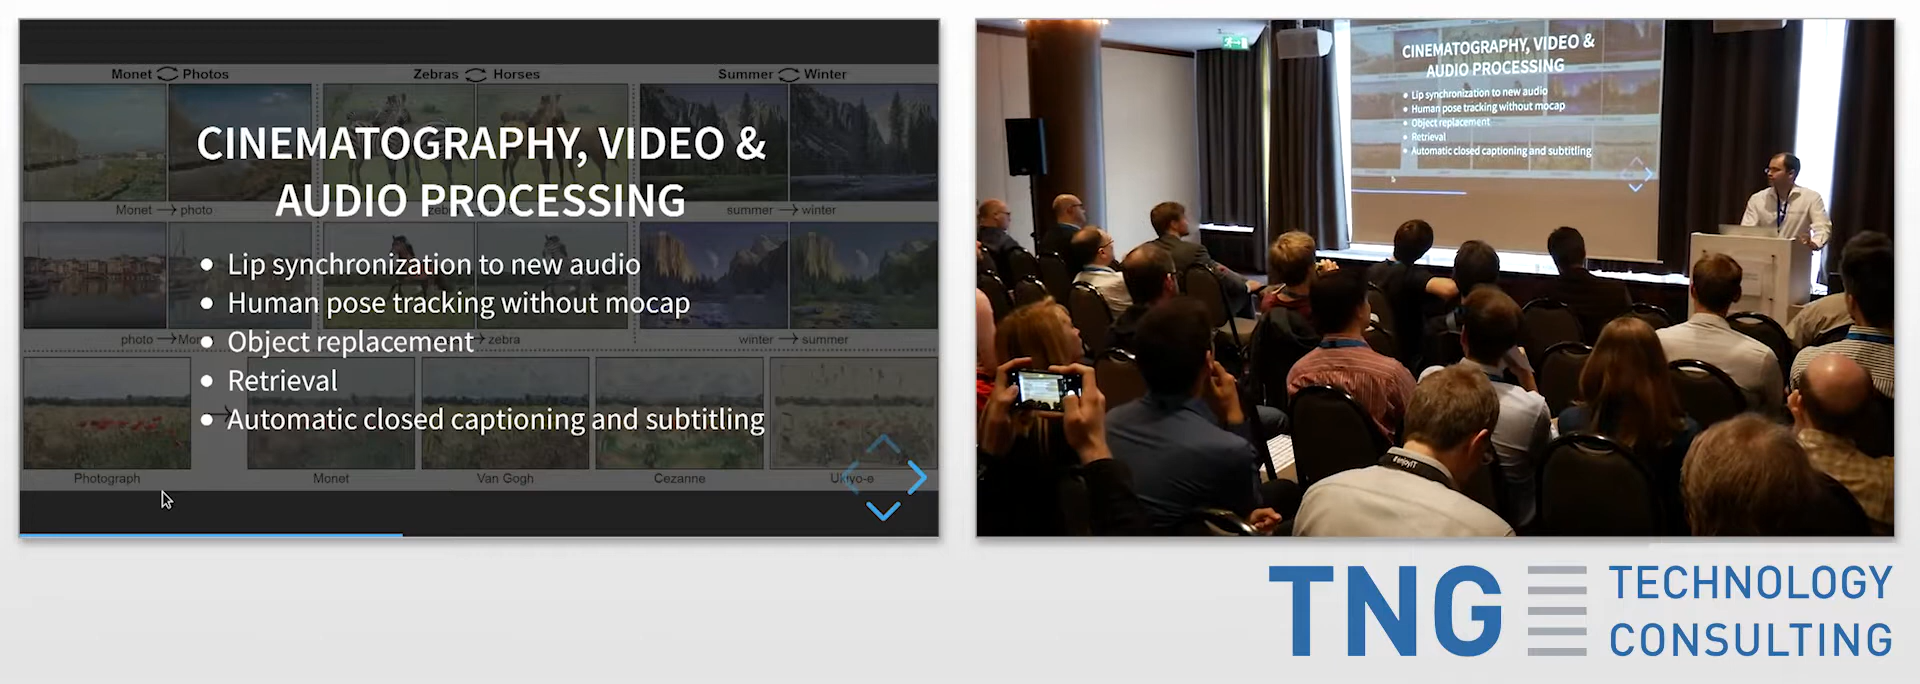 Monet Photos
Zebras Horses
Summer Winter
CINEMATOGRAPHY, VIDEO &
AUDIO PROCESSING
Monet → photo
summer → winter
• Lip synchronization to new audio
• Human pose tracking without mocap
photo →
• Object replacement
→ zebra
winter → summer
• Retrieval
• Automatic closed captioning and subtitling
Photograph
Monet
Van Gogh
Cezanne
Ukiyo-e
CINEMATOGRAPHY, VIDEO &
AUDIO PROCESSING
• Lip synchronization to new audio
• Human pose tracking without mocap
• Object replacement
• Retrieval
• Automatic closed captioning and subtitling
#enjoyIT
TNG TECHNOLOGY
CONSULTING